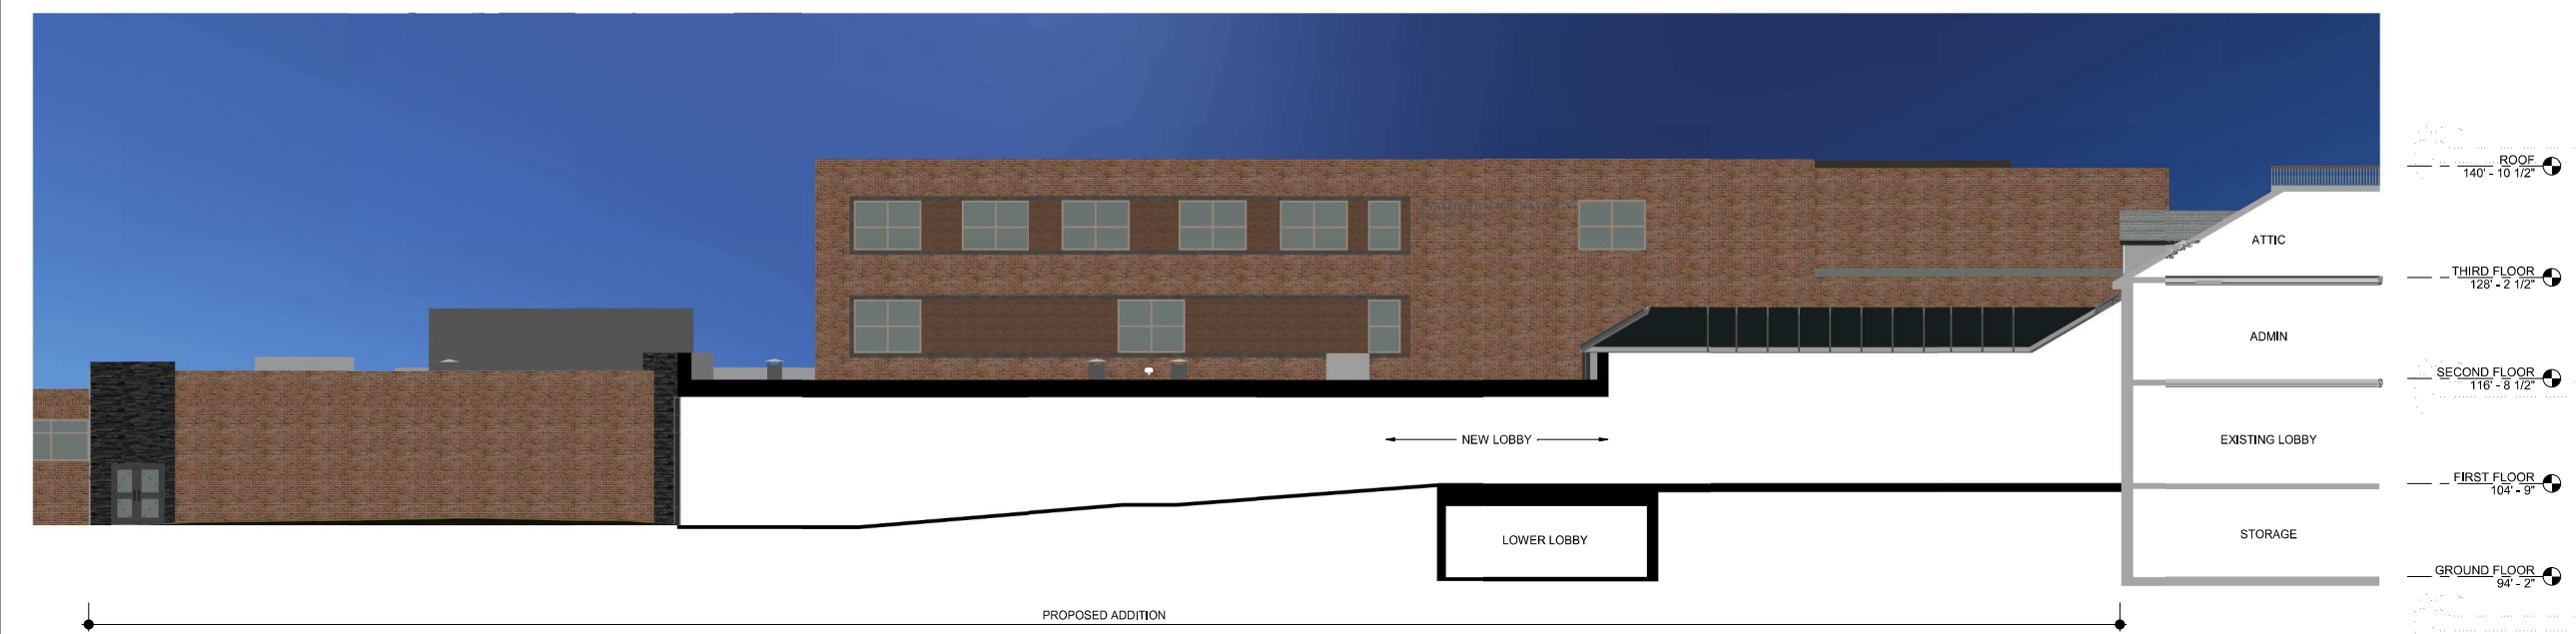 ROOF
140' - 10 1/2"
ATTIC
THIRD FLOOR
128' - 2 1/2"
ADMIN
SECOND FLOOR
116' - 8 1/2"
NEW LOBBY
EXISTING LOBBY
FIRST FLOOR
104' - 9"
LOWER LOBBY
STORAGE
GROUND FLOOR
94' - 2"
PROPOSED ADDITION